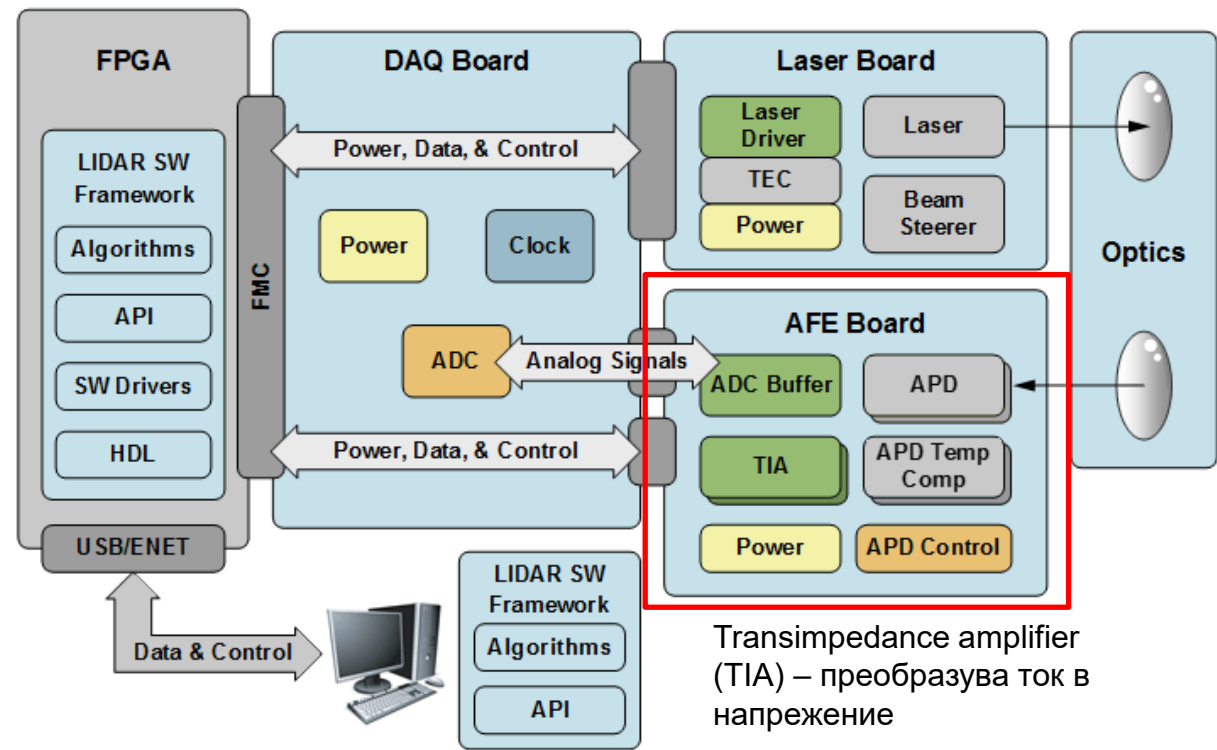 FPGA
LIDAR SW
Framework
Algorithms
API
SW Drivers
HDL
USB/ENET
FMC
DAQ Board
Power, Data, & Control
Power
Clock
ADC
Analog Signals
Power, Data, & Control
Laser Board
Laser
Driver
TEC
Power
Laser
Beam
Steerer
AFE Board
ADC Buffer
APD
TIA
APD Temp
Comp
Power
APD Control
Optics
Data & Control
LIDAR SW
Framework
Algorithms
API
Transimpedance amplifier
(TIA) – преобразува ток в
напрежение